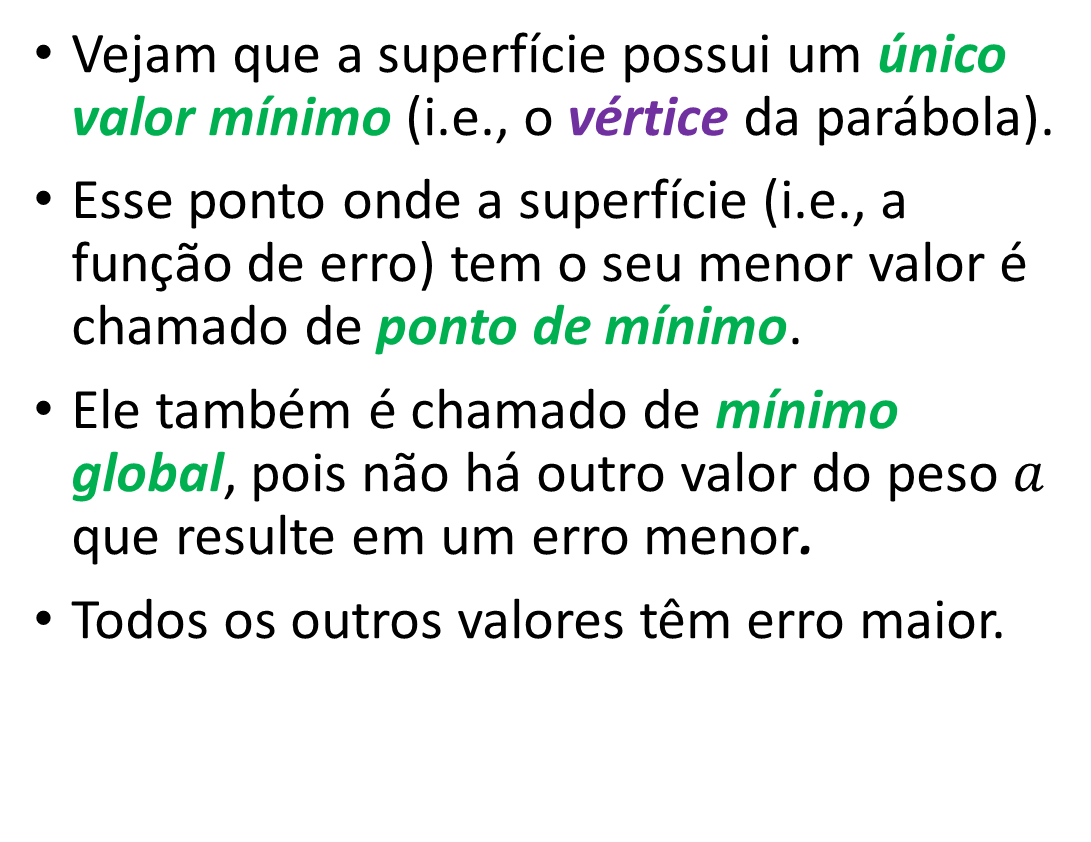 • Vejam que a superfície possui um único
valor mínimo (i.e., o vértice da parábola).
• Esse ponto onde a superfície (i.e., a
função de erro) tem o seu menor valor é
chamado de ponto de mínimo.
• Ele também é chamado de mínimo
global, pois não há outro valor do peso 𝑎
que resulte em um erro menor.
• Todos os outros valores têm erro maior.